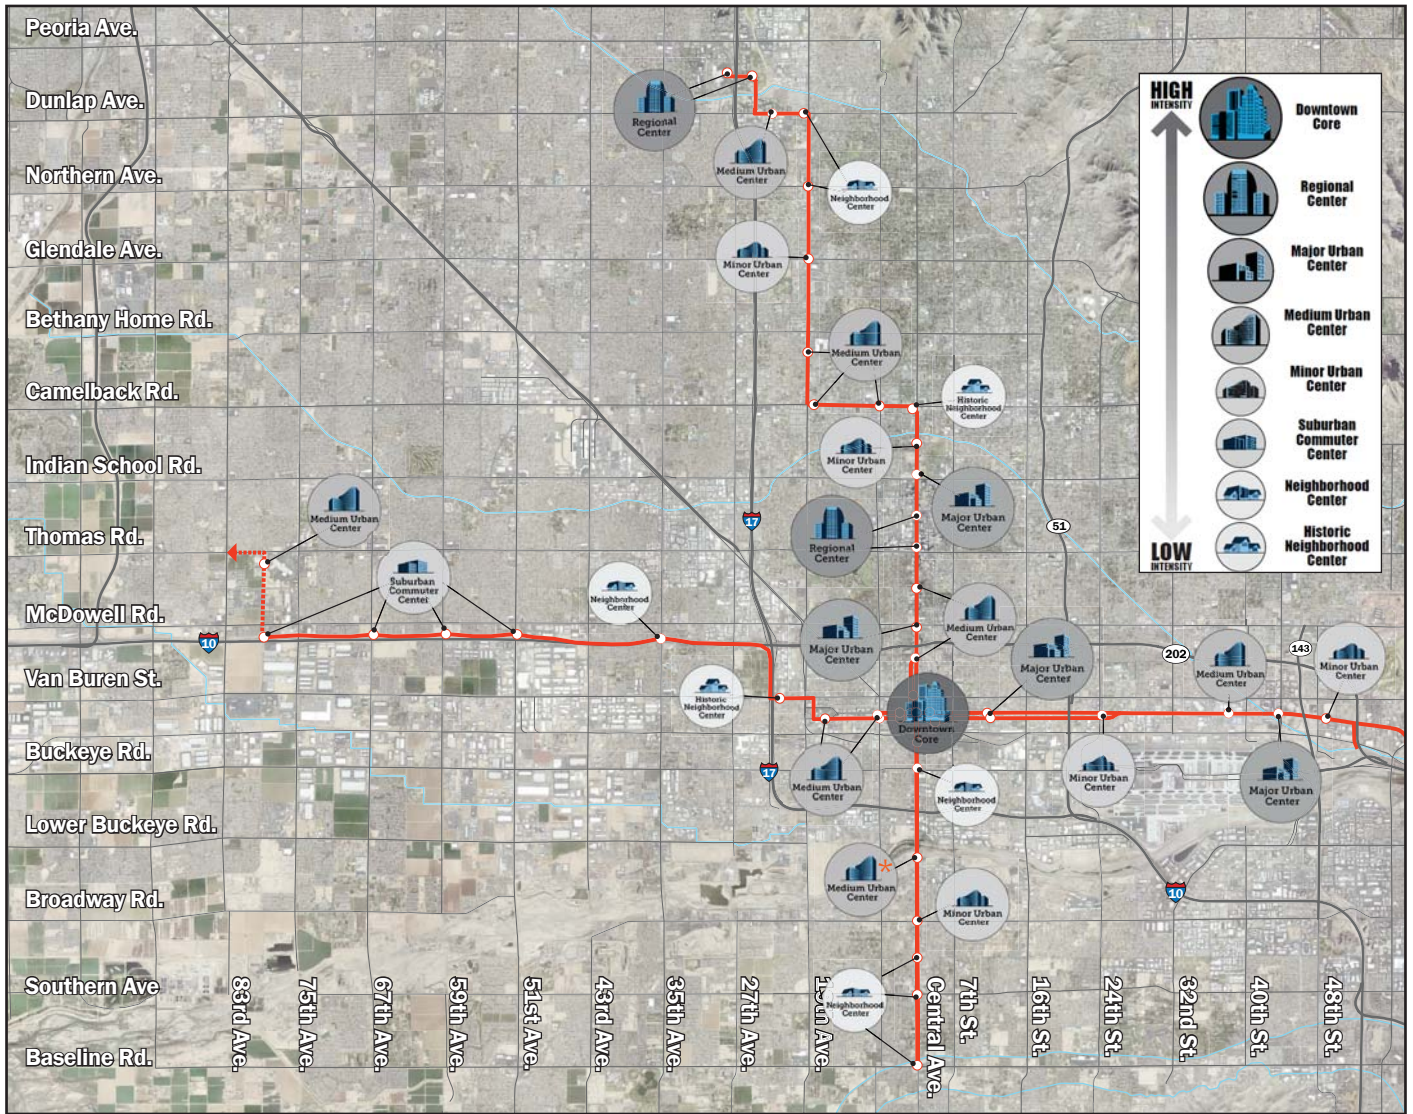 Peoria Ave.
Dunlap Ave.
Northern Ave.
Glendale Ave.
Bethany Home Rd.
Camelback Rd.
Indian School Rd.
Thomas Rd.
McDowell Rd.
Van Buren St.
Buckeye Rd.
Lower Buckeye Rd.
Broadway Rd.
Southern Ave
Baseline Rd.
Regional
Center
Medium Urban
Center
Neighborhood
Center
Minor Urban
Center
Medium Urban
Center
Historic
Neighborhood
Center
Minor Urban
Center
Major Urban
Center
Regional
Center
Medium Urban
Center
Suburban
Commuter
Center
Neighborhood
Center
Historic
Neighborhood
Center
Major Urban
Center
Medium Urban
Center
Major Urban
Center
Medium Urban
Center
Minor Urban
Center
Downtown
Core
Medium Urban
Center
Neighborhood
Center
Minor Urban
Center
Major Urban
Center
Medium Urban
Center
*
Minor Urban
Center
Neighborhood
Center
17
51
10
202
143
17
10
83rd Ave.
75th Ave.
67th Ave.
59th Ave.
51st Ave.
43rd Ave.
35th Ave.
27th Ave.
Central Ave.
7th St.
16th St.
24th St.
32nd St.
40th St.
48th St.
HIGH
INTENSITY
LOW
INTENSITY
Downtown
Core
Regional
Center
Major Urban
Center
Medium Urban
Center
Minor Urban
Center
Suburban
Commuter
Center
Neighborhood
Center
Historic
Neighborhood
Center